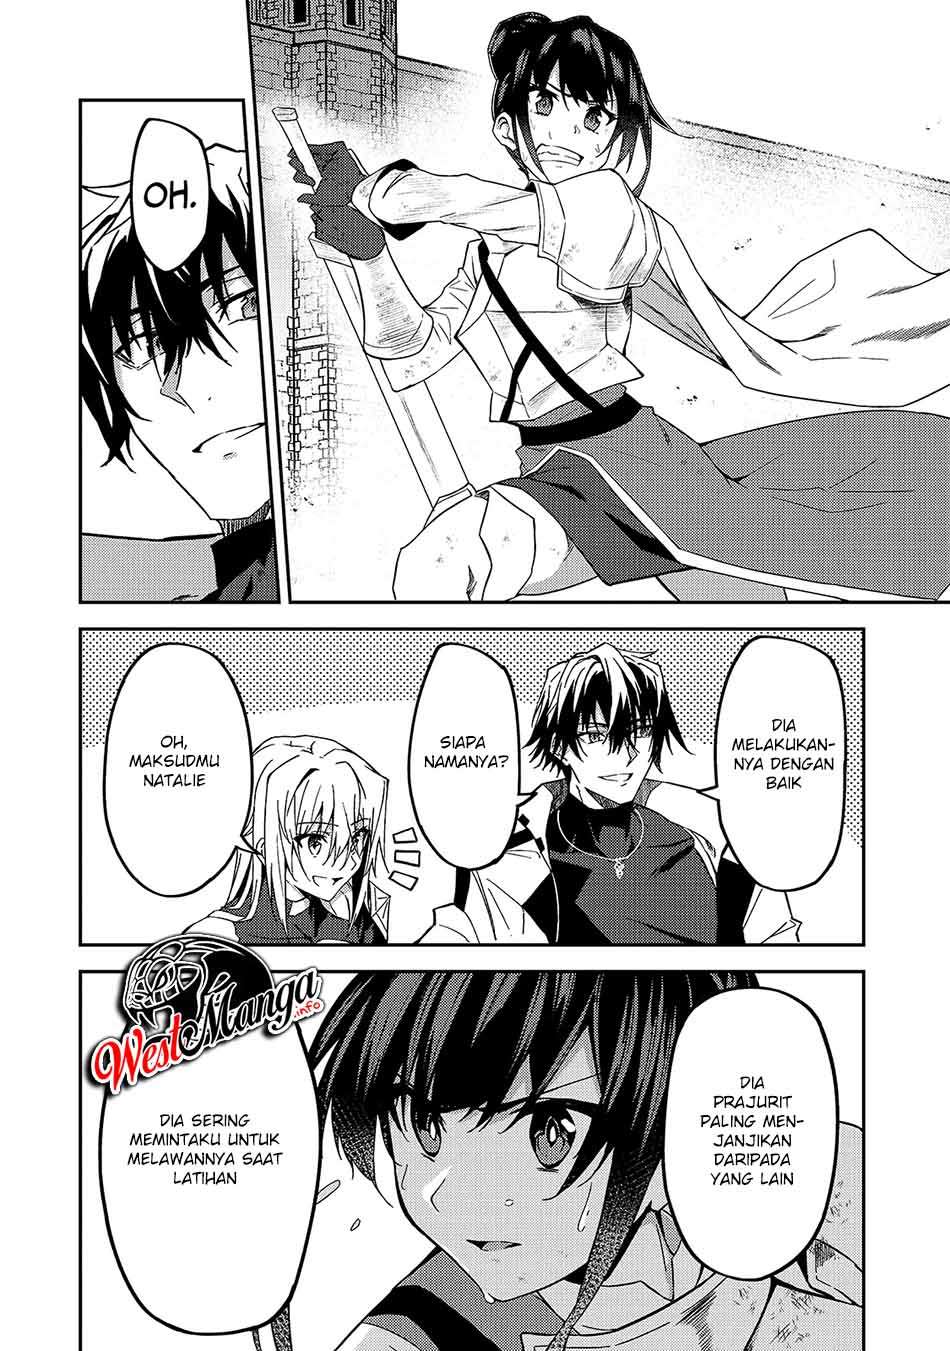 OH.
DIA
MELAKUKAN-
NYA DENGAN
BAIK
SIAPA
NAMANYA?
OH,
MAKSUDMU
NATALIE
DIA
PRAJURIT
PALING MEN-
JANJIKAN
DARIPADA
YANG LAIN
DIA SERING
MEMINTAKU UNTUK
MELAWANNYA SAAT
LATIHAN
WestManga
.info